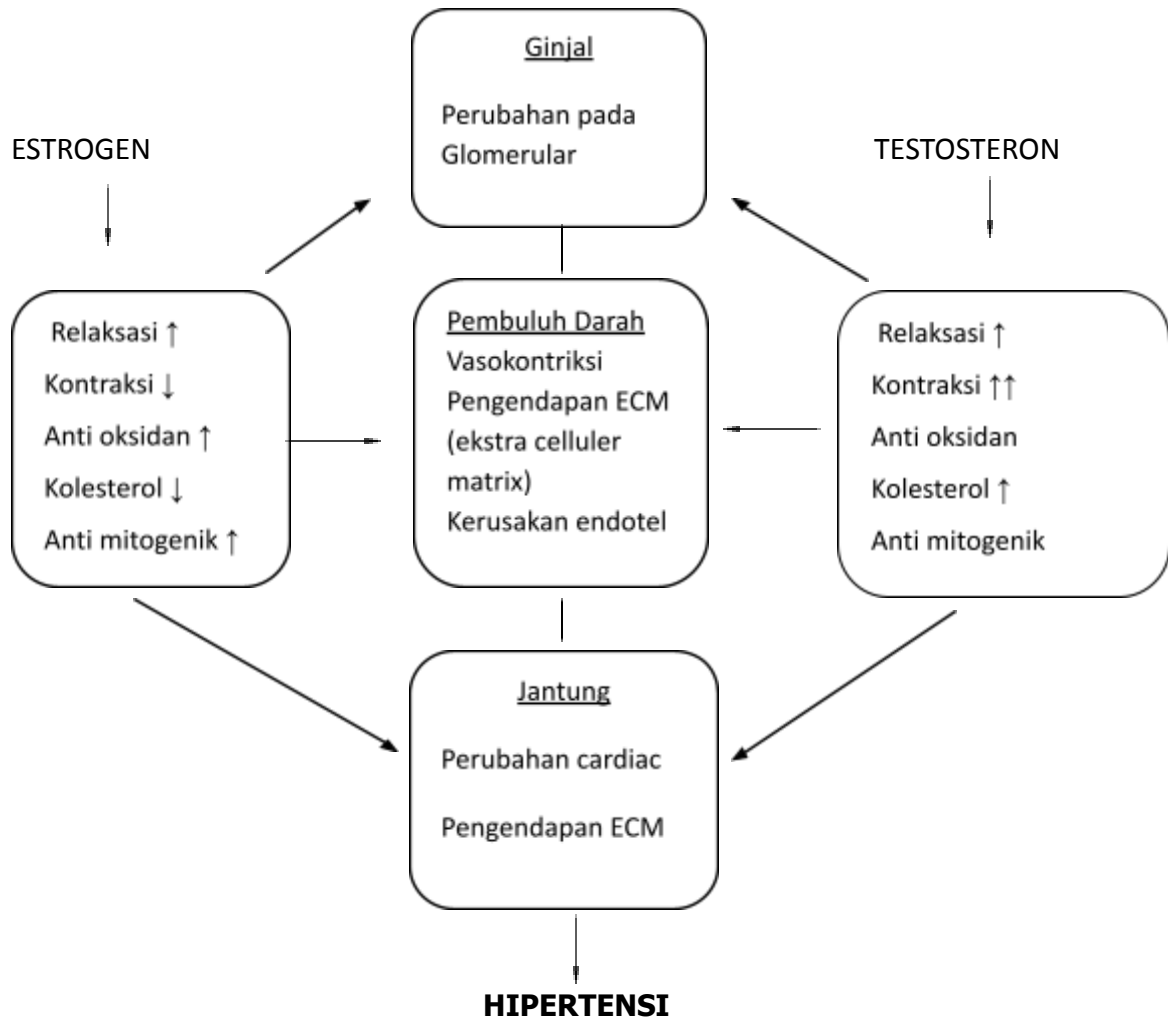 Ginjal
Perubahan pada
Glomerular
ESTROGEN
TESTOSTERON
Relaksasi ↑
Kontraksi ↓
Anti oksidan ↑
Kolesterol ↓
Anti mitogenik ↑
Pembuluh Darah
Vasokontriksi
Pengendapan ECM
(ekstra celluler
matrix)
Kerusakan endotel
Relaksasi ↑
Kontraksi ↑↑
Anti oksidan
Kolesterol ↑
Anti mitogenik
Jantung
Perubahan cardiac
Pengendapan ECM
HIPERTENSI